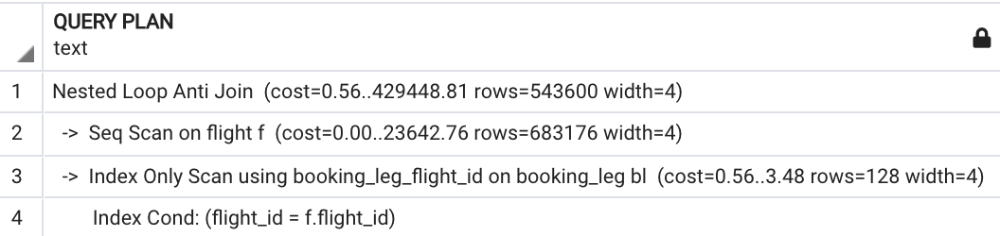 QUERY PLAN
text
1 Nested Loop Anti Join (cost=0.56..429448.81 rows=543600 width=4)
2 -> Seq Scan on flight f (cost=0.00..23642.76 rows=683176 width=4)
3 -> Index Only Scan using booking_leg_flight_id on booking_leg bl (cost=0.56..3.48 rows=128 width=4)
4 Index Cond: (flight_id = f.flight_id)